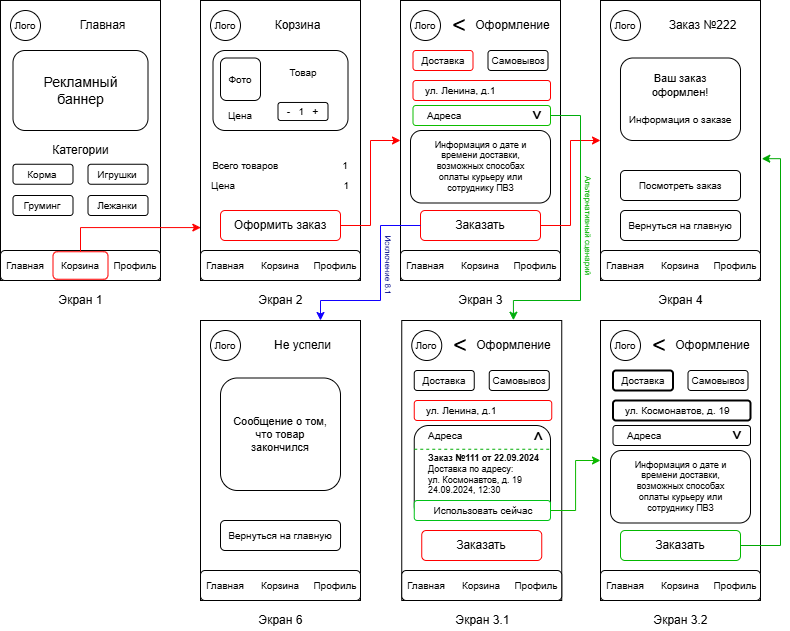 Лого
Главная
Рекламный
баннер
Категории
Корма
Игрушки
Груминг
Лежанки
Главная
Корзина
Профиль
Экран 1
Лого
Корзина
Фото
Товар
Цена
- 1 +
Всего товаров 1
Цена 1
Оформить заказ
Главная
Корзина
Профиль
Экран 2
Лого
<
Оформление
Доставка
Самовывоз
ул. Ленина, д.1
Адреса
V
Информация о дате и
времени доставки,
возможных способах
оплаты курьеру или
сотруднику ПВЗ
Заказать
Главная
Корзина
Профиль
Экран 3
Исключение 8.1
Альтернативный сценарий
Лого
Заказ №222
Ваш заказ
оформлен!
Информация о заказе
Посмотреть заказ
Вернуться на главную
Главная
Корзина
Профиль
Экран 4
Лого
Не успели
Сообщение о том,
что товар
закончился
Вернуться на главную
Главная
Корзина
Профиль
Экран 6
Лого
<
Оформление
Доставка
Самовывоз
ул. Ленина, д.1
Адреса
Λ
Заказ №111 от 22.09.2024
Доставка по адресу:
ул. Космонавтов, д. 19
24.09.2024, 12:30
Использовать сейчас
Заказать
Главная
Корзина
Профиль
Экран 3.1
Лого
<
Оформление
Доставка
Самовывоз
ул. Космонавтов, д. 19
Адреса
V
Информация о дате и
времени доставки,
возможных способах
оплаты курьеру или
сотруднику ПВЗ
Заказать
Главная
Корзина
Профиль
Экран 3.2